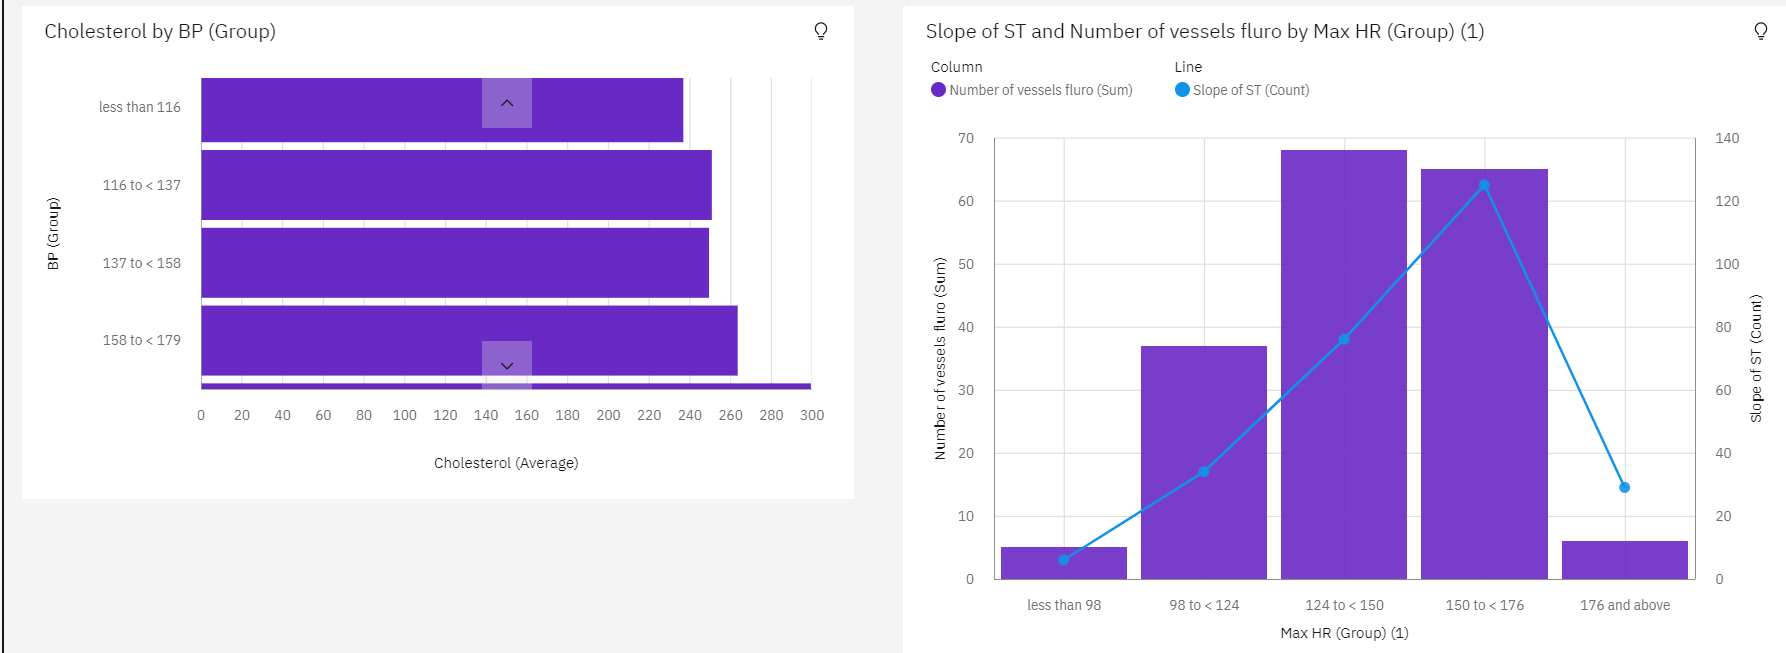 Cholesterol by BP (Group)
less than 116
116 to < 137
137 to < 158
158 to < 179
BP (Group)
0 20 40 60 80 100 120 140 160 180 200 220 240 260 280 300
Cholesterol (Average)
Slope of ST and Number of vessels fluro by Max HR (Group) (1)
Column
Number of vessels fluro (Sum)
Line
Slope of ST (Count)
70
60
50
40
30
20
10
0
Number of vessels fluro (Sum)
140
120
100
80
60
40
20
0
Slope of ST (Count)
less than 98 98 to < 124 124 to < 150 150 to < 176 176 and above
Max HR (Group) (1)